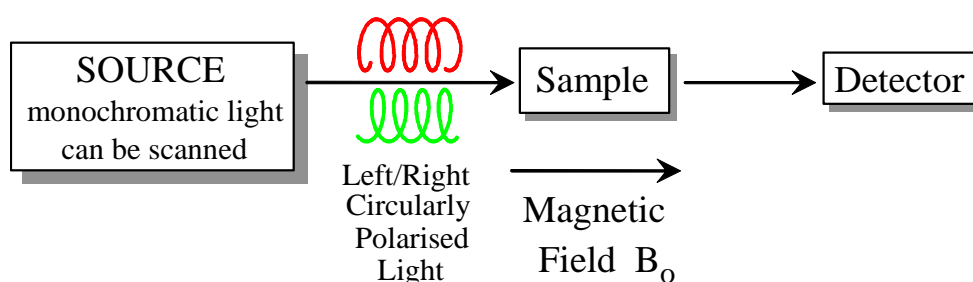 SOURCE
monochromatic light
can be scanned
Left/Right
Circularly
Polarised
Light
Sample
Magnetic
Field B₀
Detector